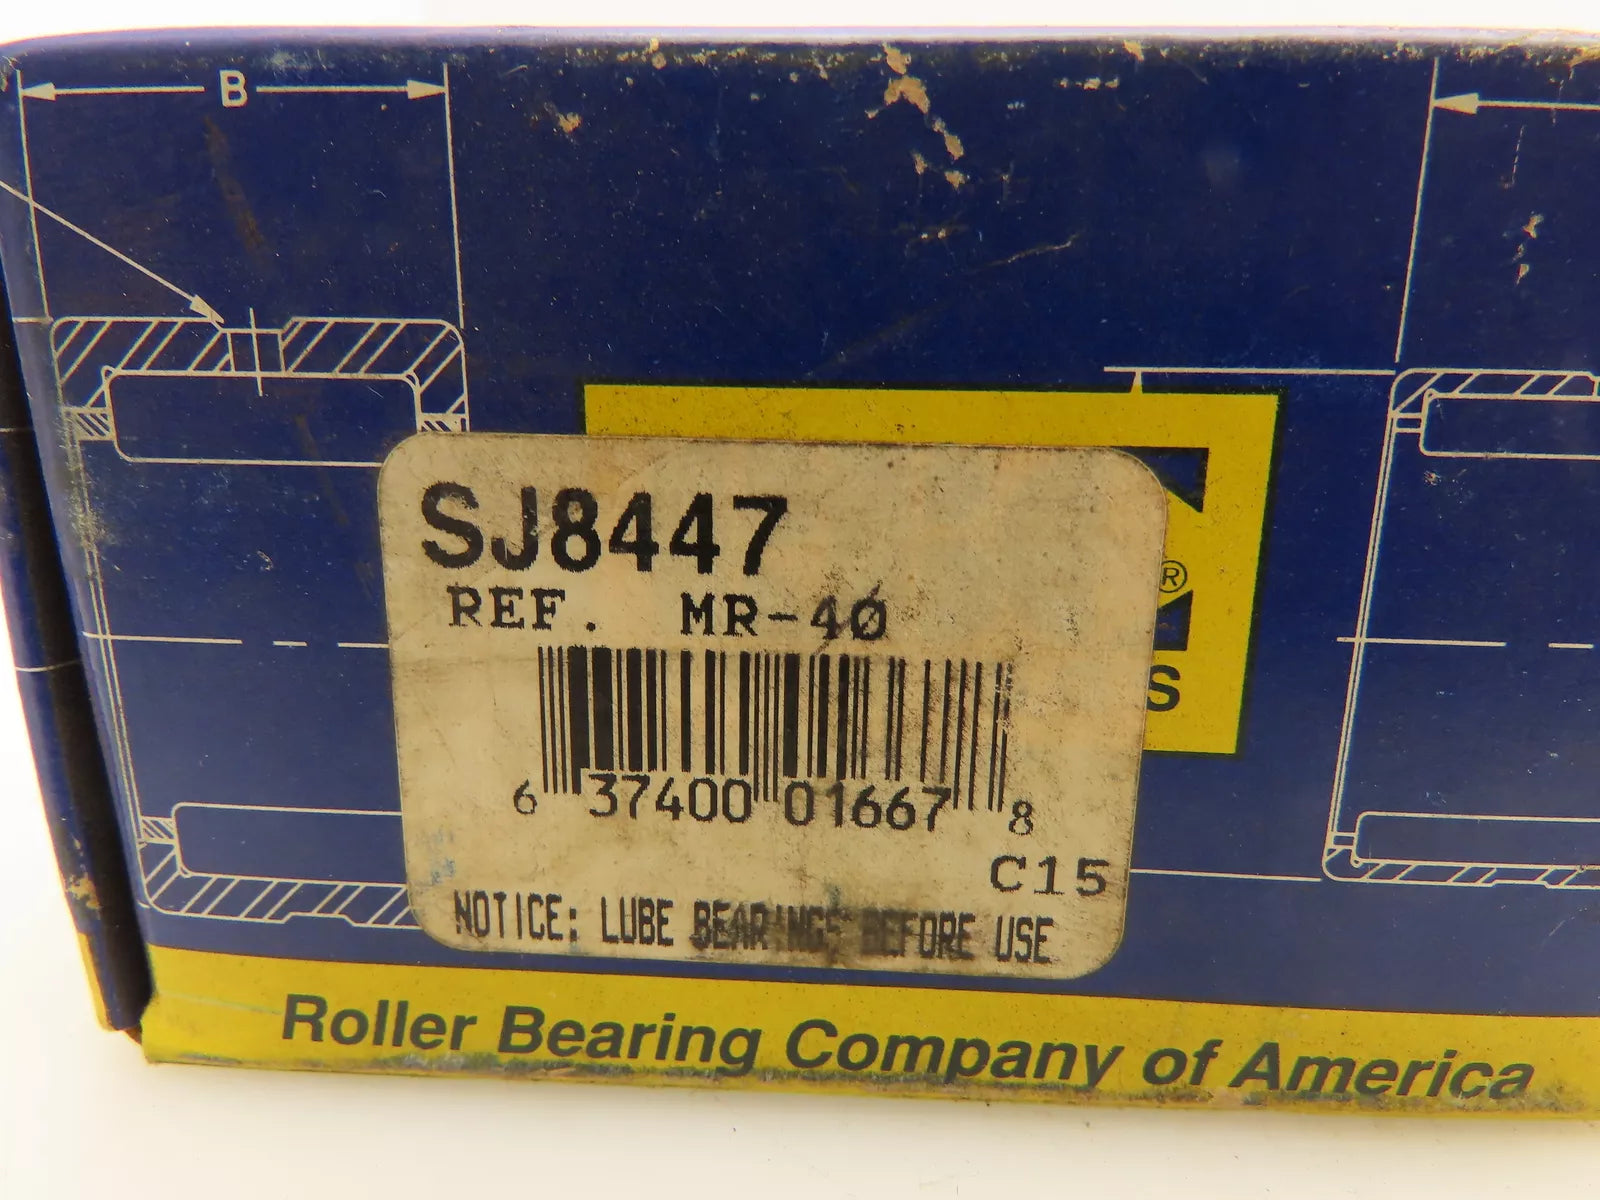 B
SJ8447
REF. MR-40
®
S
6 37400 01667 8
C15
NOTICE: LUBE BEARINGS BEFORE USE
Roller Bearing Company of America